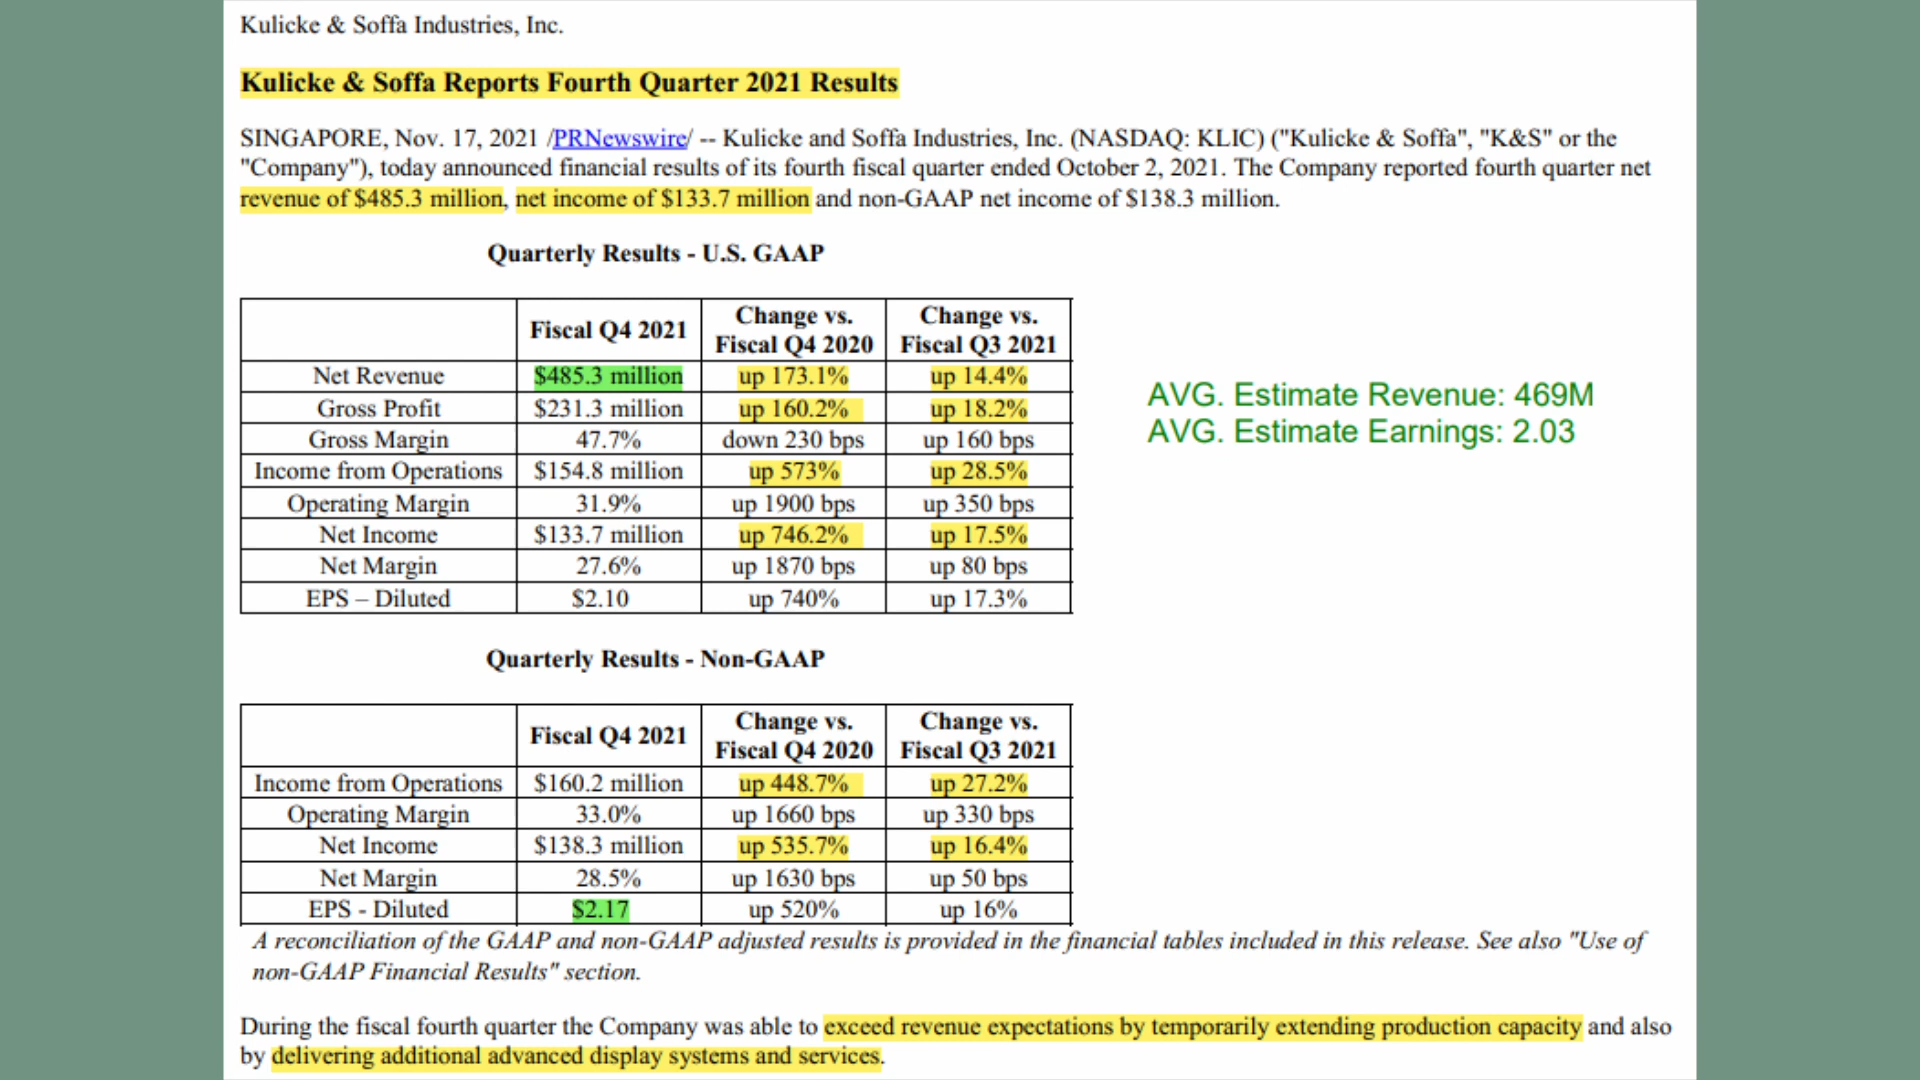 Kulicke & Soffa Industries, Inc.
Kulicke & Soffa Reports Fourth Quarter 2021 Results
SINGAPORE, Nov. 17, 2021 /PRNewswire/ -- Kulicke and Soffa Industries, Inc. (NASDAQ: KLIC) ("Kulicke & Soffa", "K&S" or the
"Company"), today announced financial results of its fourth fiscal quarter ended October 2, 2021. The Company reported fourth quarter net
revenue of $485.3 million, net income of $133.7 million and non-GAAP net income of $138.3 million.
Quarterly Results - U.S. GAAP
Fiscal Q4 2021 Change vs. Fiscal Q4 2020 Change vs. Fiscal Q3 2021
Net Revenue $485.3 million up 173.1% up 14.4%
Gross Profit $231.3 million up 160.2% up 18.2%
Gross Margin 47.7% down 230 bps up 160 bps
Income from Operations $154.8 million up 573% up 28.5%
Operating Margin 31.9% up 1900 bps up 350 bps
Net Income $133.7 million up 746.2% up 17.5%
Net Margin 27.6% up 1870 bps up 80 bps
EPS – Diluted $2.10 up 740% up 17.3%
AVG. Estimate Revenue: 469M
AVG. Estimate Earnings: 2.03
Quarterly Results - Non-GAAP
Fiscal Q4 2021 Change vs. Fiscal Q4 2020 Change vs. Fiscal Q3 2021
Income from Operations $160.2 million up 448.7% up 27.2%
Operating Margin 33.0% up 1660 bps up 330 bps
Net Income $138.3 million up 535.7% up 16.4%
Net Margin 28.5% up 1630 bps up 50 bps
EPS - Diluted $2.17 up 520% up 16%
A reconciliation of the GAAP and non-GAAP adjusted results is provided in the financial tables included in this release. See also "Use of
non-GAAP Financial Results" section.
During the fiscal fourth quarter the Company was able to exceed revenue expectations by temporarily extending production capacity and also
by delivering additional advanced display systems and services.